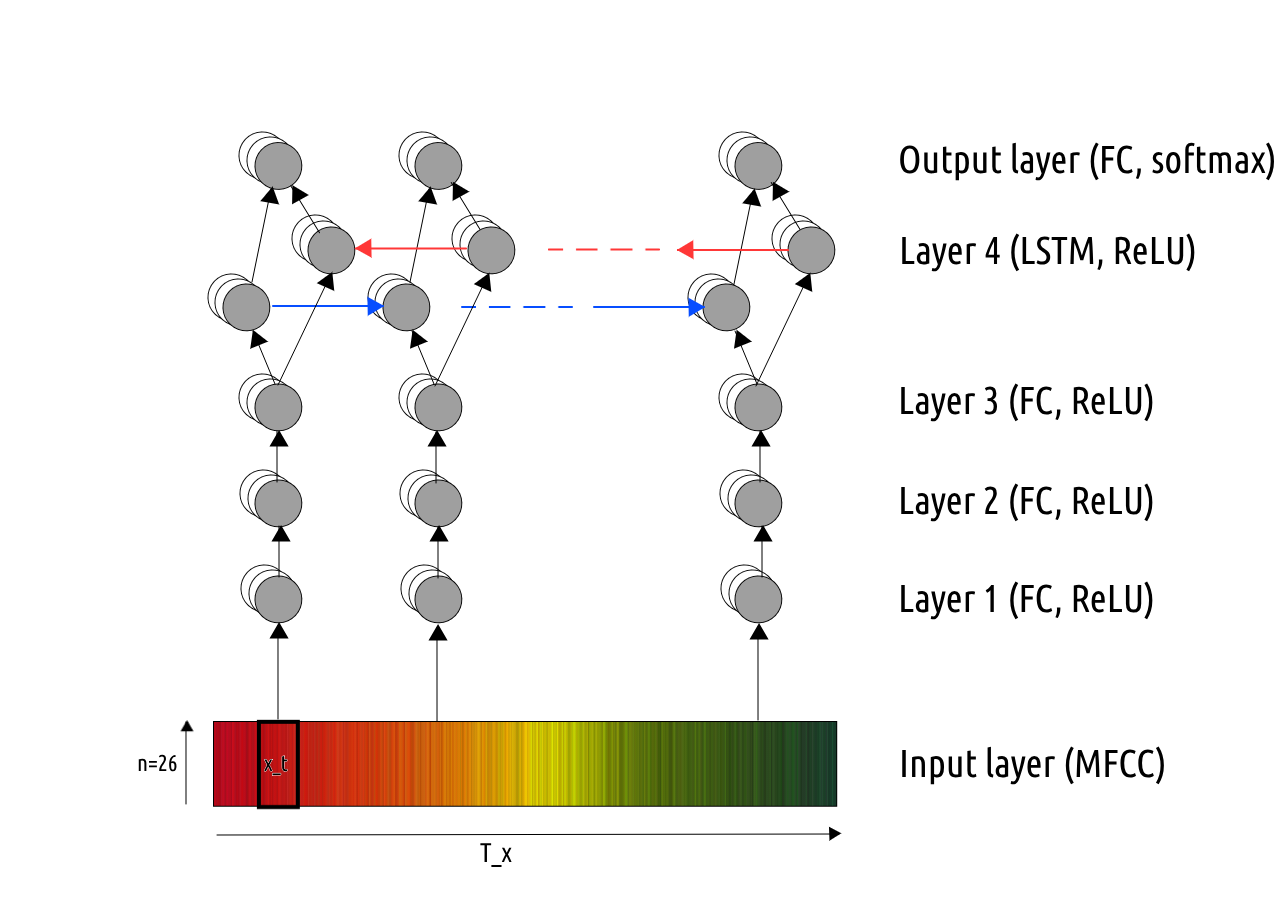 Output layer (FC, softmax)
Layer 4 (LSTM, ReLU)
Layer 3 (FC, ReLU)
Layer 2 (FC, ReLU)
Layer 1 (FC, ReLU)
n=26
x_t
Input layer (MFCC)
T_x